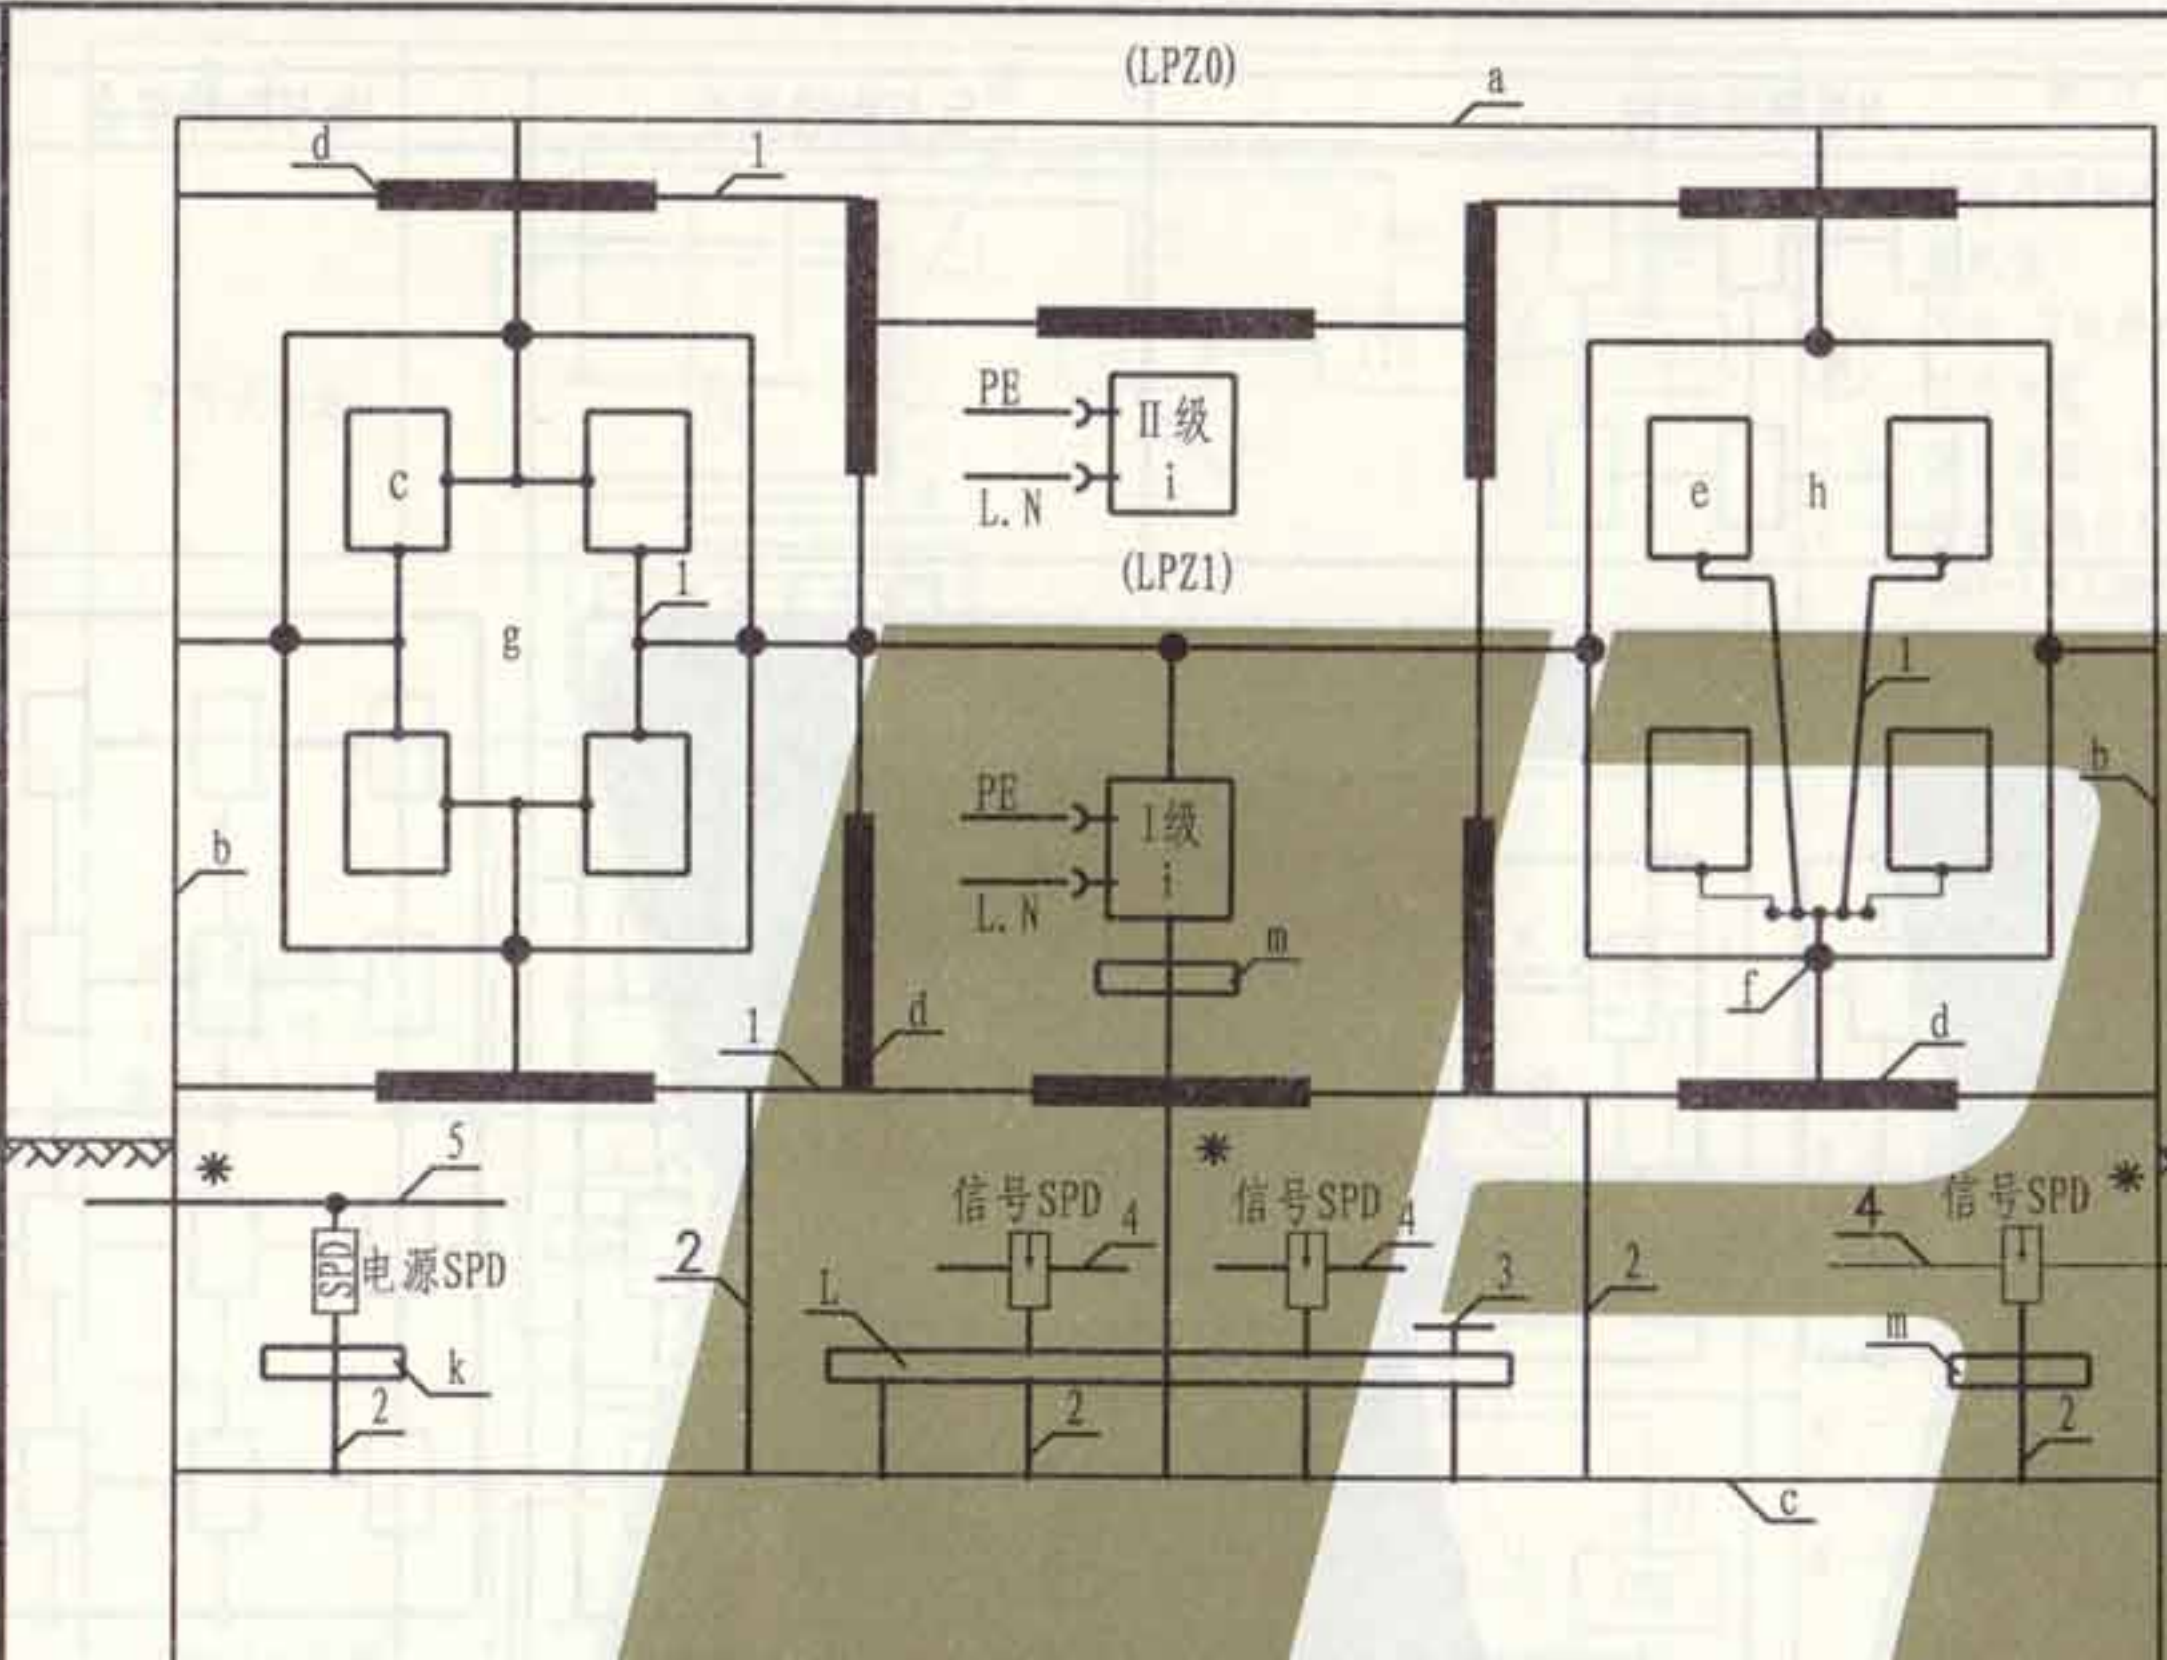 (LPZ0)
a
d
1
PE
II级
i
L.N
c
e
h
(LPZ1)
1
g
1
b
PE
I级
i
L.N
b
m
f
1
d
d
*
5
*
信号SPD
4
信号SPD
4
4
信号SPD
*
SPD
电源SPD
2
L
3
2
m
k
2
2
2
c